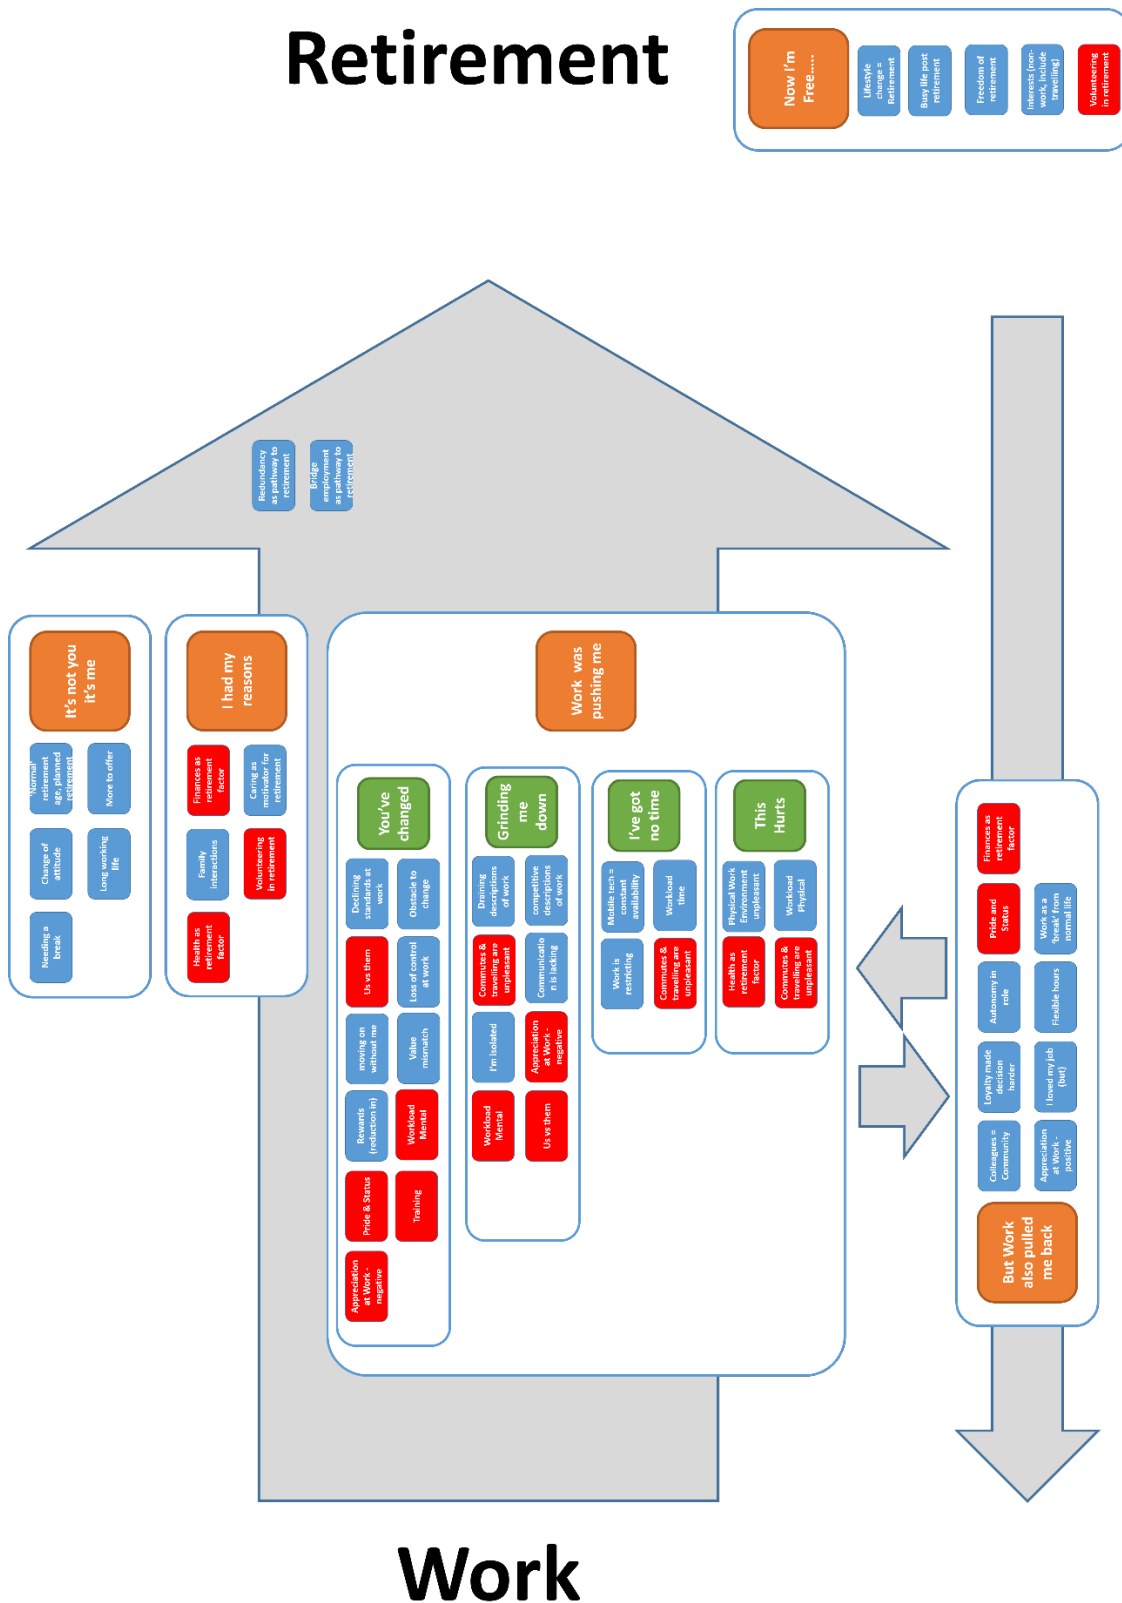 Retirement
Now I'm
Free.....
Lifestyle
change =
Retirement
Busy life post
retirement
Freedom of
retirement
Interests (non-
work, include
travelling)
Volunteering
in retirement
Redundancy
as pathway to
retirement
Bridge
employment
as pathway to
retirement
It's not you
it's me
'Normal'
retirement
age, planned
retirement
More to offer
Change of
attitude
Long working
life
Needing a
break
I had my
reasons
Finances as
retirement
factor
Caring as
motivator for
retirement
Family
interactions
Volunteering
in retirement
Health as
retirement
factor
Work was
pushing me
You've
changed
Declining
standards at
work
Obstacle to
change
Us vs them
Loss of control
at work
moving on
without me
Value
mismatch
Rewards
(reduction in)
Workload
Mental
Pride & Status
Training
Appreciation
at Work -
negative
Grinding
me
down
Draining
descriptions
of work
competitive
descriptions
of work
Commutes &
travelling are
unpleasant
Communicatio
n is lacking
I'm isolated
Appreciation
at Work -
negative
Workload
Mental
Us vs them
I've got
no time
Mobile tech =
constant
availability
Workload
time
Work is
restricting
Commutes &
travelling are
unpleasant
This
Hurts
Physical Work
Environment
unpleasant
Workload
Physical
Health as
retirement
factor
Commutes &
travelling are
unpleasant
But Work
also pulled
me back
Colleagues =
Community
Appreciation
at Work -
positive
Loyalty made
decision
harder
I loved my job
(but)
Autonomy in
role
Flexible hours
Pride and
Status
Work as a
'break' from
normal life
Finances as
retirement
factor
Work